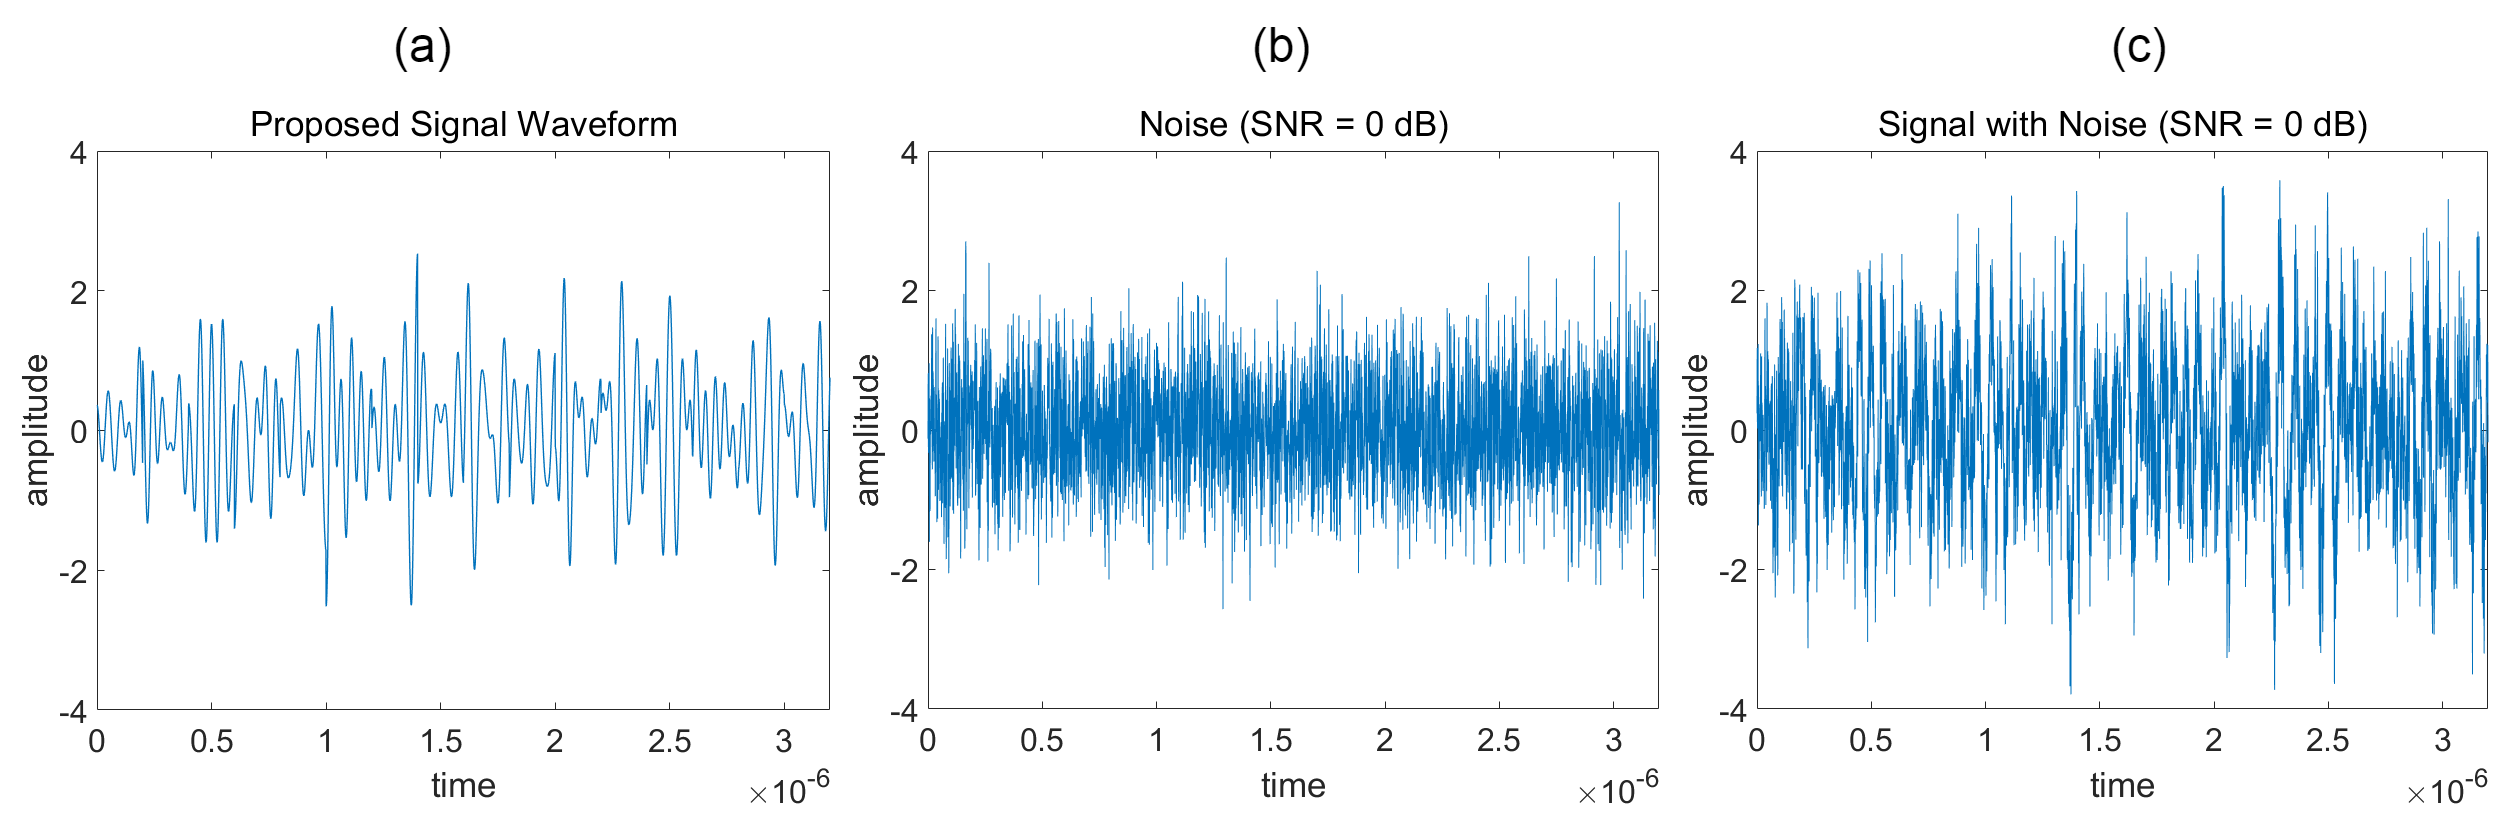 (a)
Proposed Signal Waveform
amplitude
4
2
0
-2
-4
0 0.5 1 1.5 2 2.5 3
time
×10-6
(b)
Noise (SNR = 0 dB)
amplitude
4
2
0
-2
-4
0 0.5 1 1.5 2 2.5 3
time
×10-6
(c)
Signal with Noise (SNR = 0 dB)
amplitude
4
2
0
-2
-4
0 0.5 1 1.5 2 2.5 3
time
×10-6